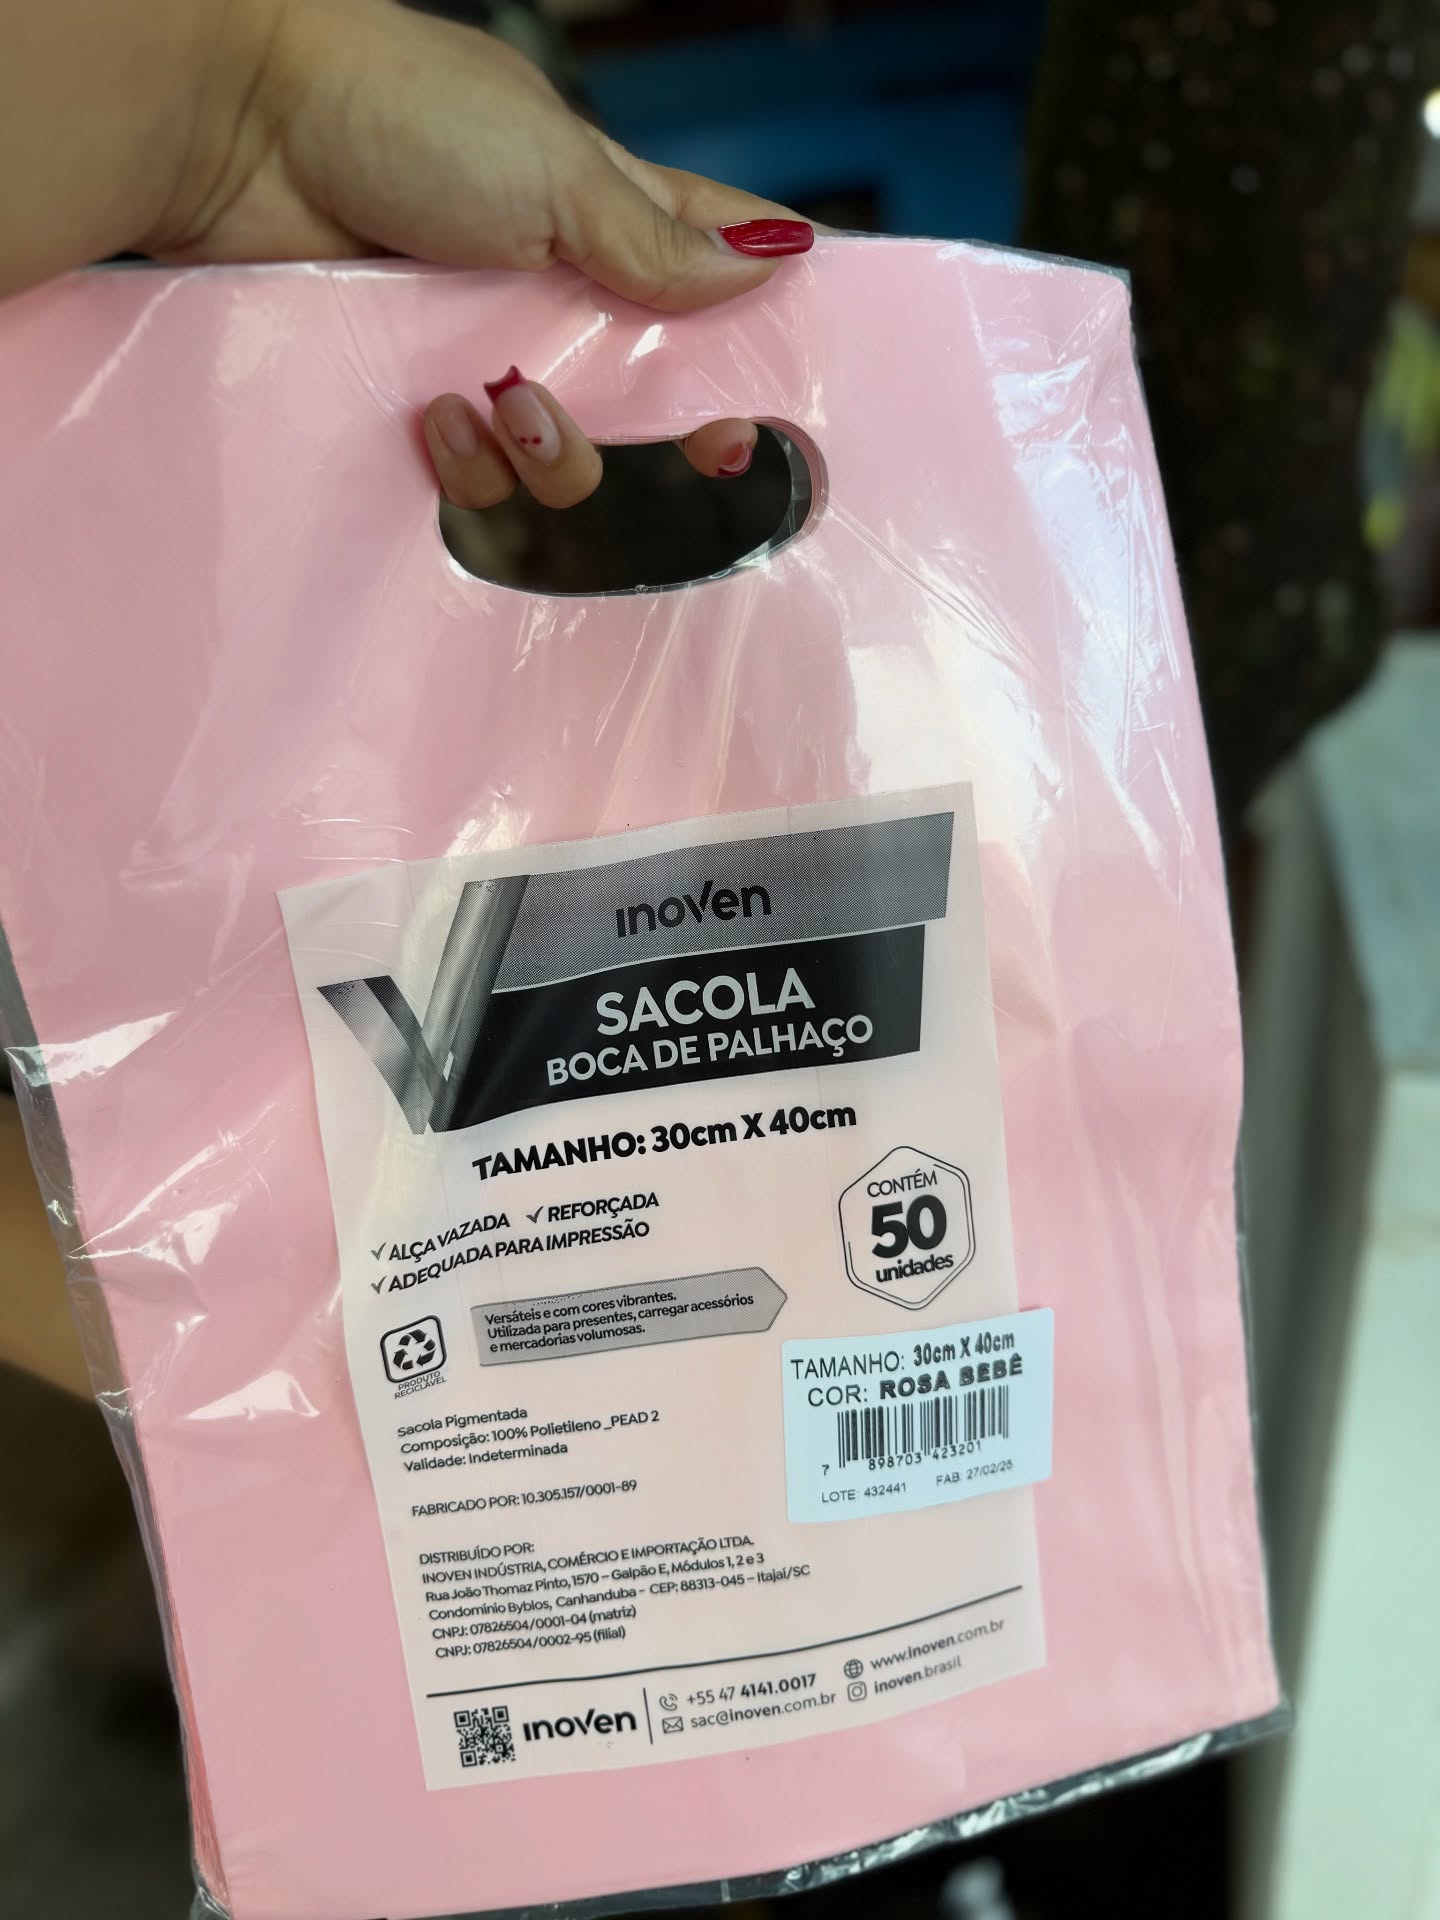 inoven
SACOLA
BOCA DE PALHAÇO
TAMANHO: 30cm X 40cm
ALÇA VAZADA REFORÇADA
ADEQUADA PARA IMPRESSÃO
CONTÉM
50
unidades
Versáteis e com cores vibrantes.
Utilizada para presentes, carregar acessórios
e mercadorias volumosas.
PRODUTO
RECICLÁVEL
TAMANHO: 30cm X 40cm
COR: ROSA BEBÊ
7 898703 423201
LOTE: 432441 FAB: 27/02/25
Sacola Pigmentada
Composição: 100% Polietileno _PEAD 2
Validade: Indeterminada
FABRICADO POR: 10.305.157/0001-89
DISTRIBUÍDO POR:
INOVEN INDÚSTRIA, COMÉRCIO E IMPORTAÇÃO LTDA.
Rua João Thomaz Pinto, 1570 – Galpão E, Módulos 1, 2 e 3
Condomínio Byblos, Canhanduba - CEP: 88313-045 – Itajaí/SC
CNPJ: 07826504/0001-04 (matriz)
CNPJ: 07826504/0002-95 (filial)
inoven
+55 47 4141.0017
sac@inoven.com.br
www.inoven.com.br
inoven.brasil